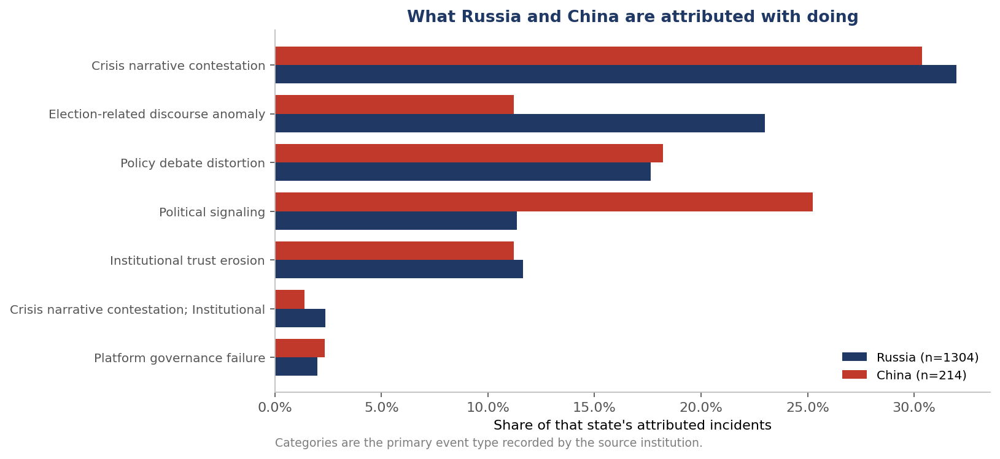 What Russia and China are attributed with doing
Crisis narrative contestation
Election-related discourse anomaly
Policy debate distortion
Political signaling
Institutional trust erosion
Crisis narrative contestation; Institutional
Platform governance failure
Russia (n=1304)
China (n=214)
0.0% 5.0% 10.0% 15.0% 20.0% 25.0% 30.0%
Share of that state's attributed incidents
Categories are the primary event type recorded by the source institution.